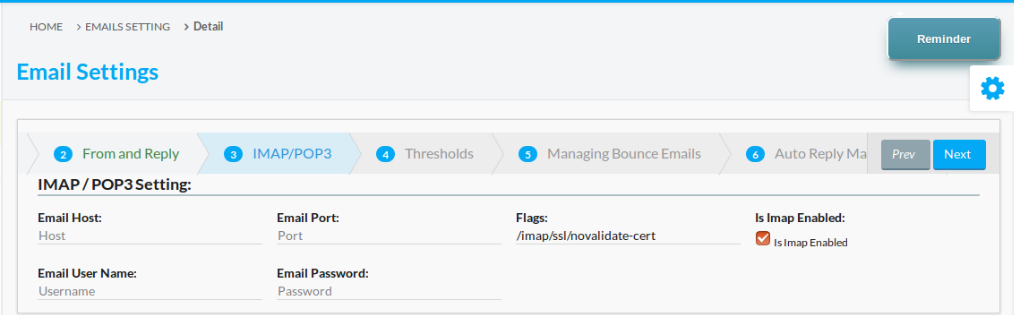 HOME > EMAILS SETTING > Detail
Reminder
Email Settings
2 From and Reply 3 IMAP/POP3 4 Thresholds 5 Managing Bounce Emails 6 Auto Reply Ma Prev Next
IMAP / POP3 Setting:
Email Host: Email Port: Flags: Is Imap Enabled:
Host Port /imap/ssl/novalidate-cert Is Imap Enabled
Email User Name: Email Password:
Username Password